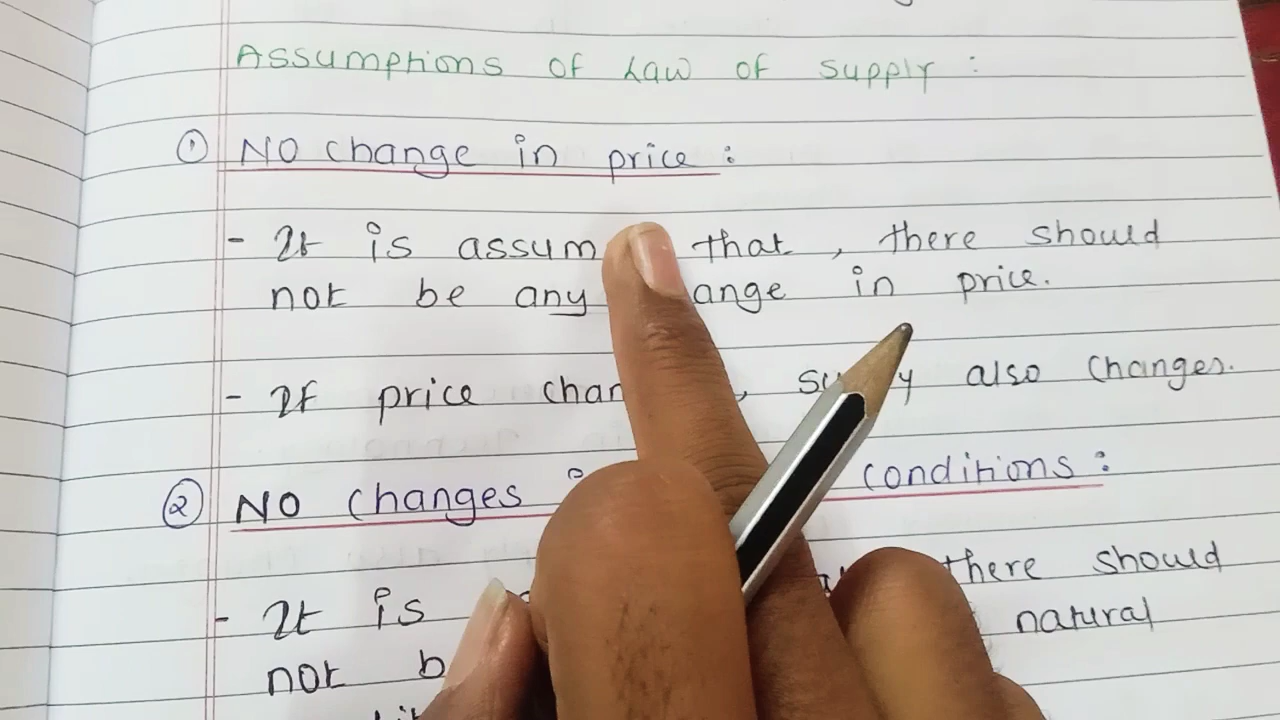 Assumptions of Law of supply :
① No change in price :
- It is assum that , there should
not be any ange in price.
- If price chan , su y also changes.
② No changes conditions :
- It is there should
not b natural